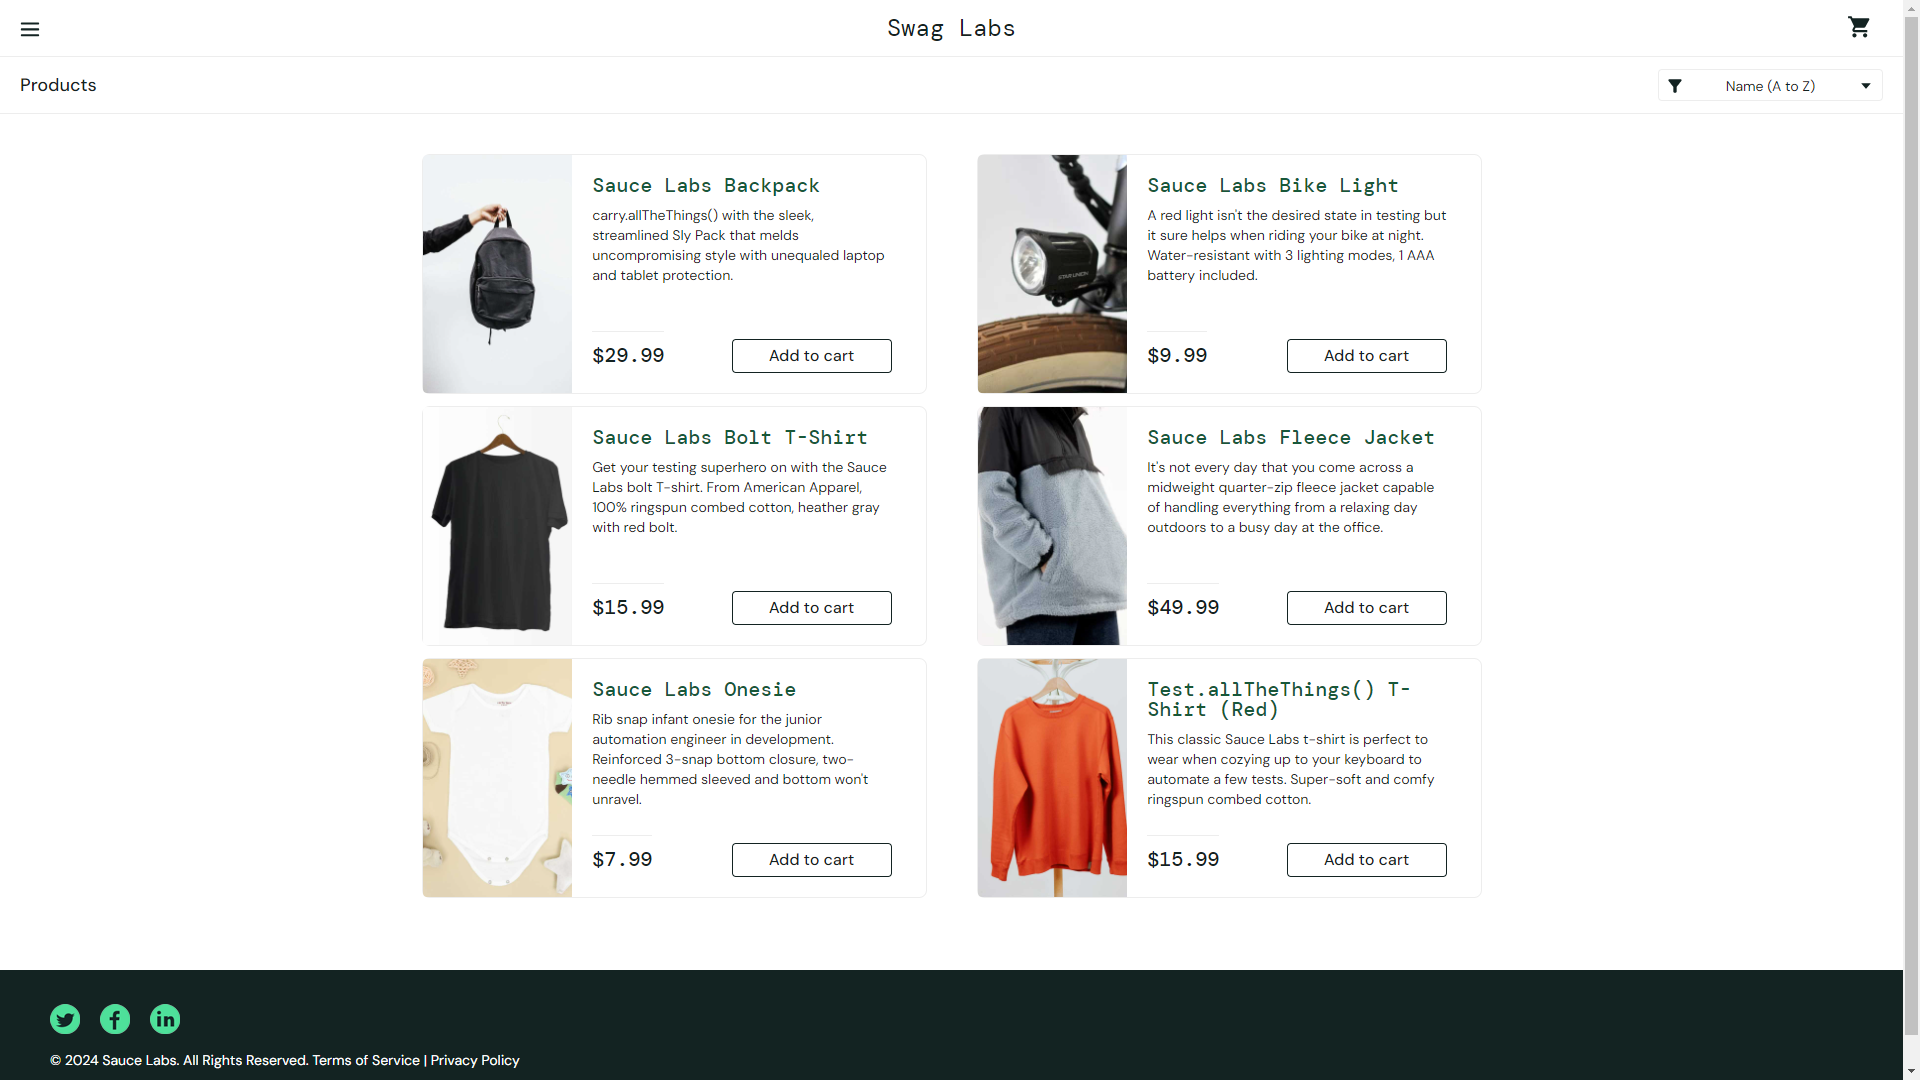 Swag Labs
Products
Name (A to Z)
Sauce Labs Backpack
carry.allTheThings() with the sleek,
streamlined Sly Pack that melds
uncompromising style with unequaled laptop
and tablet protection.
$29.99
Add to cart
STAR UNION
Sauce Labs Bike Light
A red light isn't the desired state in testing but
it sure helps when riding your bike at night.
Water-resistant with 3 lighting modes, 1 AAA
battery included.
$9.99
Add to cart
Sauce Labs Bolt T-Shirt
Get your testing superhero on with the Sauce
Labs bolt T-shirt. From American Apparel,
100% ringspun combed cotton, heather gray
with red bolt.
$15.99
Add to cart
Sauce Labs Fleece Jacket
It's not every day that you come across a
midweight quarter-zip fleece jacket capable
of handling everything from a relaxing day
outdoors to a busy day at the office.
$49.99
Add to cart
Sauce Labs Onesie
Rib snap infant onesie for the junior
automation engineer in development.
Reinforced 3-snap bottom closure, two-
needle hemmed sleeved and bottom won't
unravel.
$7.99
Add to cart
Test.allTheThings() T-
Shirt (Red)
This classic Sauce Labs t-shirt is perfect to
wear when cozying up to your keyboard to
automate a few tests. Super-soft and comfy
ringspun combed cotton.
$15.99
Add to cart
© 2024 Sauce Labs. All Rights Reserved. Terms of Service | Privacy Policy